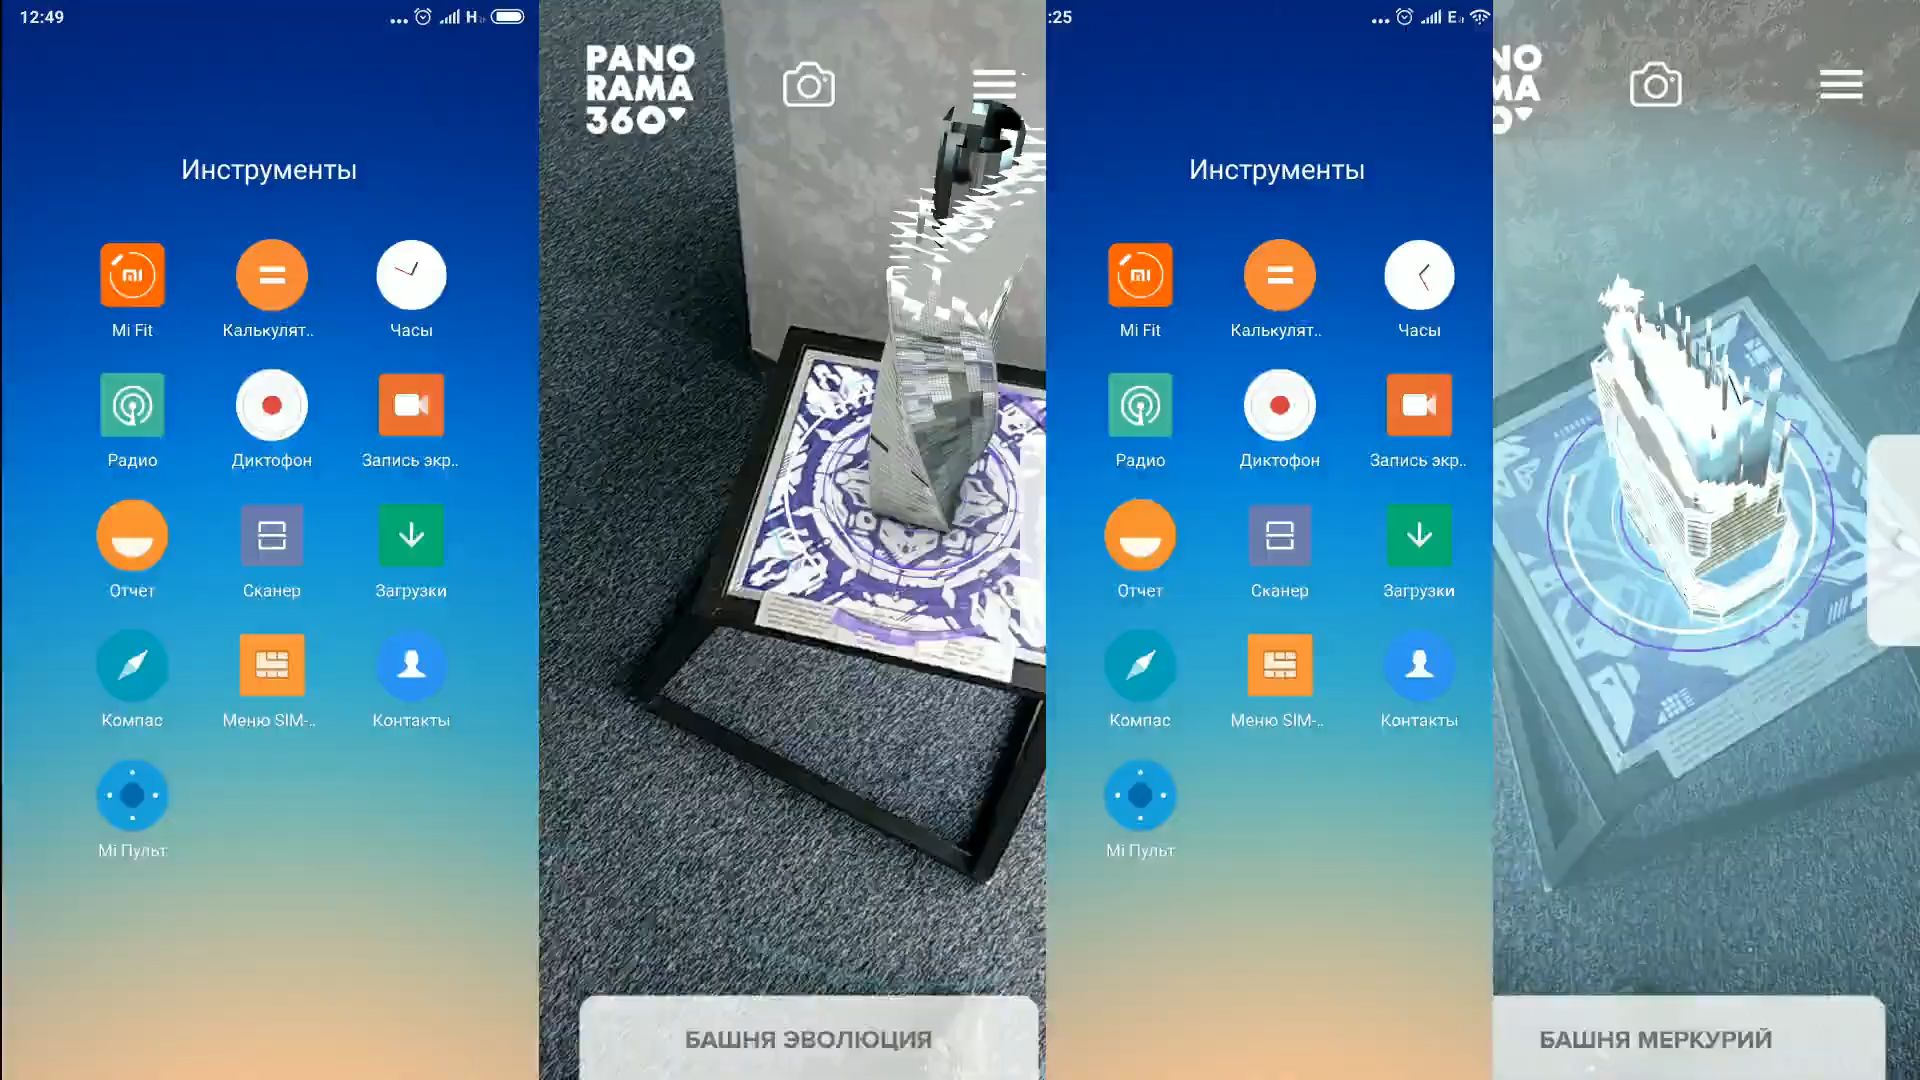 12:49
H
Инструменты
Mi Fit
Калькулят..
Часы
Радио
Диктофон
Запись экр..
Отчет
Сканер
Загрузки
Компас
Меню SIM-..
Контакты
Mi Пульт
PANO
RAMA
360
БАШНЯ ЭВОЛЮЦИЯ
:25
E
Инструменты
Mi Fit
Калькулят..
Часы
Радио
Диктофон
Запись экр..
Отчет
Сканер
Загрузки
Компас
Меню SIM-..
Контакты
Mi Пульт
NO
MA
БАШНЯ МЕРКУРИЙ